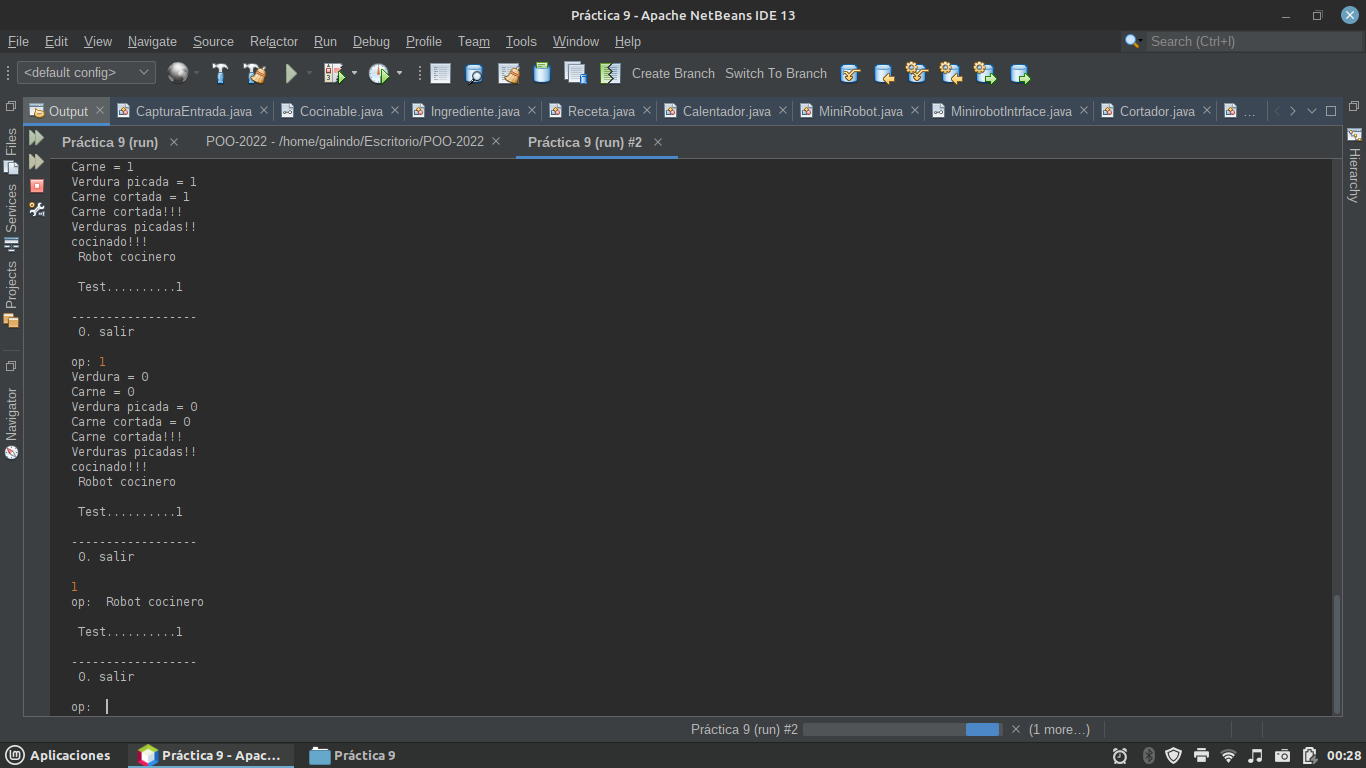 Práctica 9 - Apache NetBeans IDE 13
File Edit View Navigate Source Refactor Run Debug Profile Team Tools Window Help
Search (Ctrl+I)
<default config>
Create Branch Switch To Branch
Output CapturaEntrada.java Cocinable.java Ingrediente.java Receta.java Calentador.java MiniRobot.java MinirobotIntrface.java Cortador.java ...
Práctica 9 (run) POO-2022 - /home/galindo/Escritorio/POO-2022 Práctica 9 (run) #2
Files
Services
Projects
Navigator
Hierarchy
Carne = 1
Verdura picada = 1
Carne cortada = 1
Carne cortada!!!
Verduras picadas!!
cocinado!!!
Robot cocinero
Test..........1
------------------
0. salir
op: 1
Verdura = 0
Carne = 0
Verdura picada = 0
Carne cortada = 0
Carne cortada!!!
Verduras picadas!!
cocinado!!!
Robot cocinero
Test..........1
------------------
0. salir
1
op:  Robot cocinero
Test..........1
------------------
0. salir
op:
Práctica 9 (run) #2 (1 more...)
Aplicaciones Práctica 9 - Apac... Práctica 9 00:28